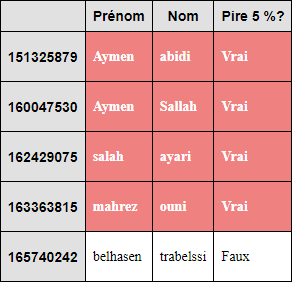 Prénom Nom Pire 5 %?
151325879 Aymen abidi Vrai
160047530 Aymen Sallah Vrai
162429075 salah ayari Vrai
163363815 mahrez ouni Vrai
165740242 belhasen trabelssi Faux